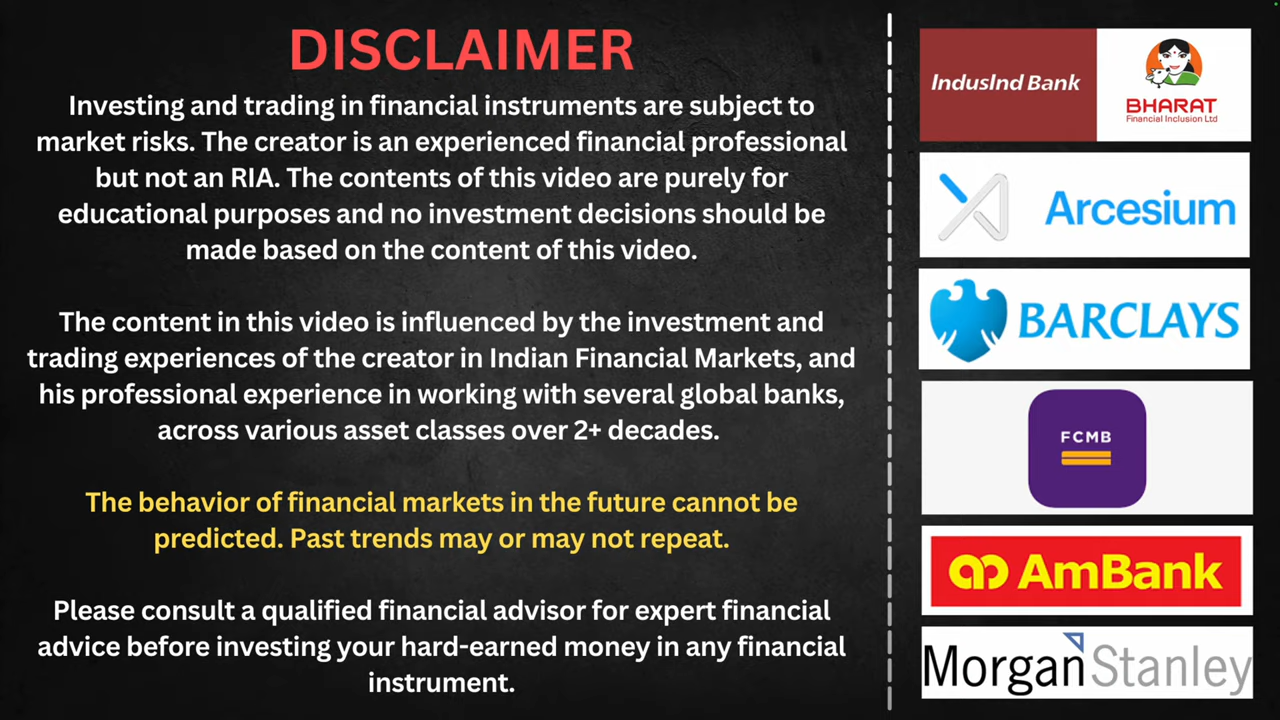 DISCLAIMER
Investing and trading in financial instruments are subject to
market risks. The creator is an experienced financial professional
but not an RIA. The contents of this video are purely for
educational purposes and no investment decisions should be
made based on the content of this video.
The content in this video is influenced by the investment and
trading experiences of the creator in Indian Financial Markets, and
his professional experience in working with several global banks,
across various asset classes over 2+ decades.
The behavior of financial markets in the future cannot be
predicted. Past trends may or may not repeat.
Please consult a qualified financial advisor for expert financial
advice before investing your hard-earned money in any financial
instrument.
IndusInd Bank
BHARAT
Financial Inclusion Ltd
Arcesium
BARCLAYS
FCMB
AmBank
Morgan Stanley